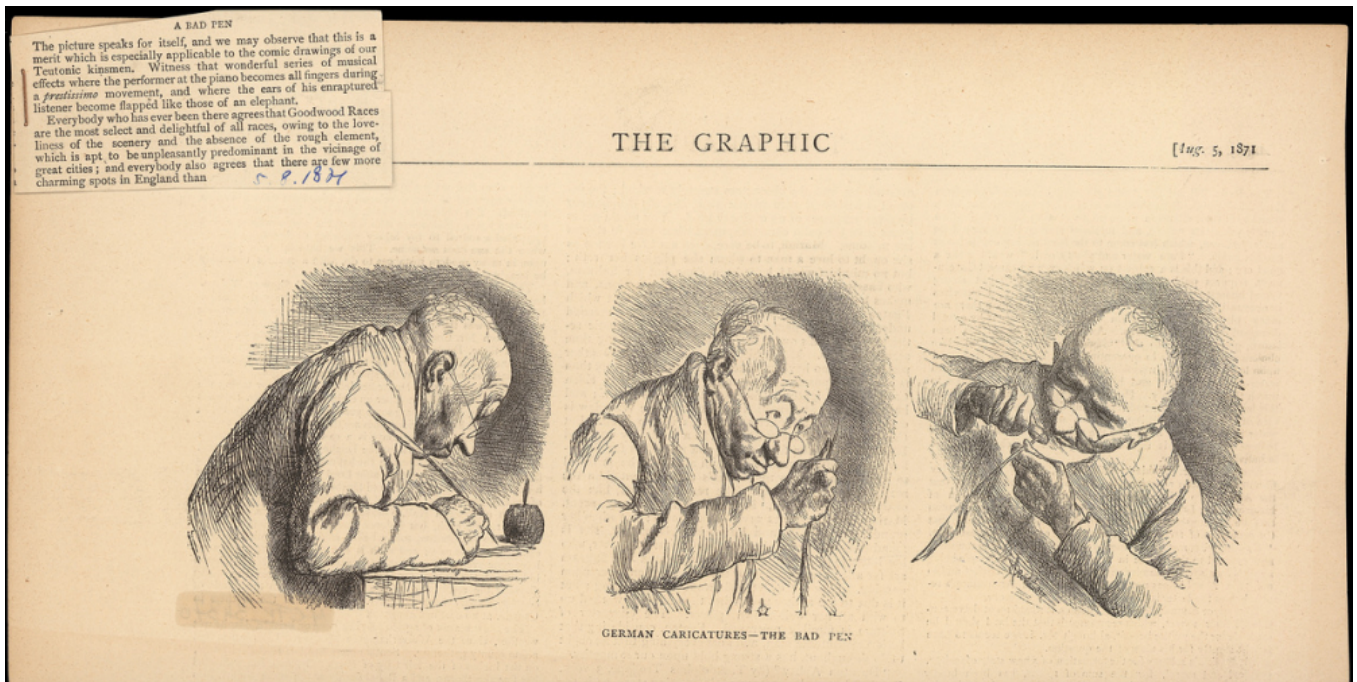 A BAD PEN
The picture speaks for itself, and we may observe that this is a
merit which is especially applicable to the comic drawings of our
Teutonic kinsmen. Witness that wonderful series of musical
effects where the performer at the piano becomes all fingers during
a prestissimo movement, and where the ears of his enraptured
listener become flapped like those of an elephant.
Everybody who has ever been there agrees that Goodwood Races
are the most select and delightful of all races, owing to the love-
liness of the scenery and the absence of the rough element,
which is apt to be unpleasantly predominant in the vicinage of
great cities; and everybody also agrees that there are few more
charming spots in England than
5. 8. 1871
THE GRAPHIC
[Aug. 5, 1871
GERMAN CARICATURES—THE BAD PEN